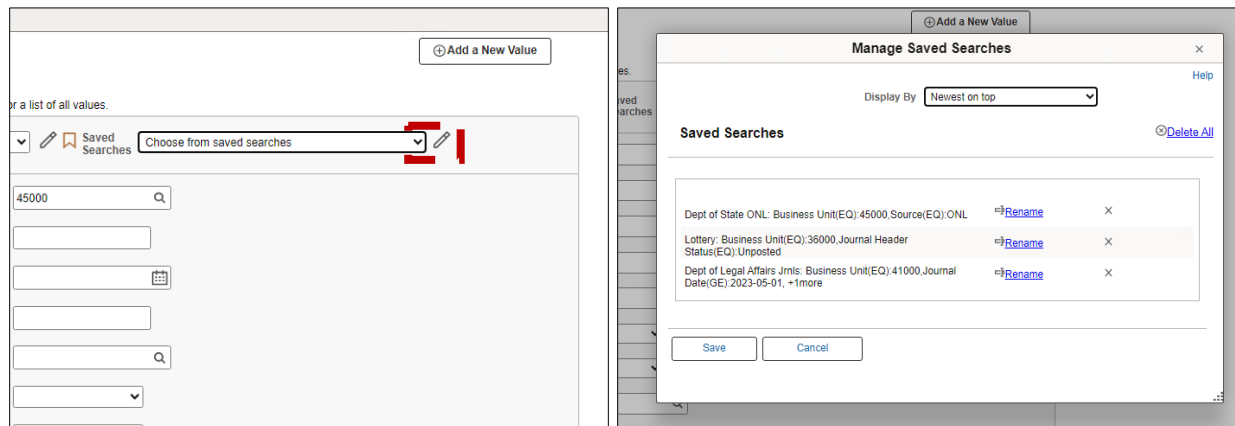 Add a New Value
or a list of all values.
Saved
Searches
Choose from saved searches
45000
Add a New Value
es.
Manage Saved Searches
Help
Display By Newest on top
Saved Searches
Delete All
Dept of State ONL: Business Unit(EQ):45000,Source(EQ):ONL Rename
Lottery: Business Unit(EQ):36000,Journal Header
Status(EQ):Unposted
Rename
Dept of Legal Affairs Jrnls: Business Unit(EQ):41000,Journal
Date(GE):2023-05-01, +1more
Rename
Save Cancel